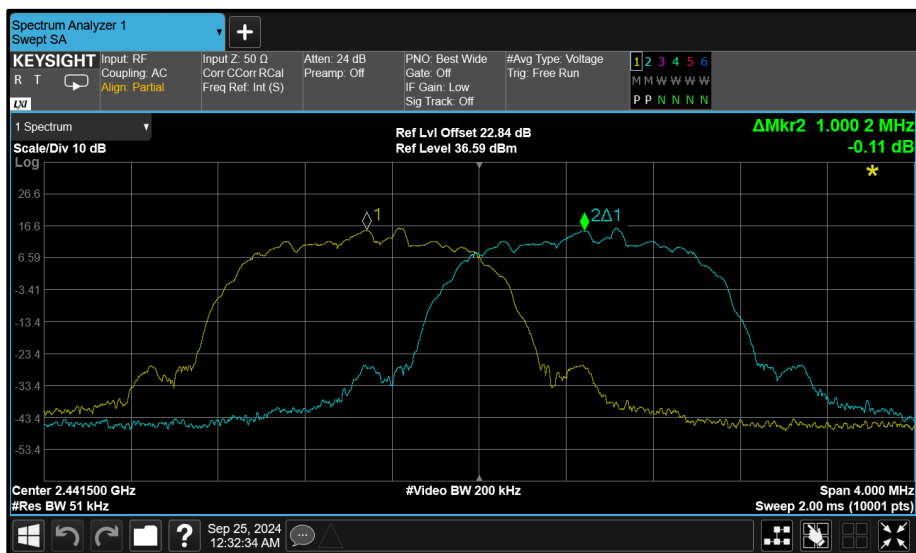 Spectrum Analyzer 1
Swept SA
+
KEYSIGHT
R T
LXI
Input: RF
Coupling: AC
Align: Partial
Input Z: 50 Ω
Corr CCorr RCal
Freq Ref: Int (S)
Atten: 24 dB
Preamp: Off
PNO: Best Wide
Gate: Off
IF Gain: Low
Sig Track: Off
#Avg Type: Voltage
Trig: Free Run
1 2 3 4 5 6
M M W W W W
P P N N N N
1 Spectrum
Scale/Div 10 dB
Ref Lvl Offset 22.84 dB
Ref Level 36.59 dBm
ΔMkr2 1.000 2 MHz
-0.11 dB
Log
*
26.6
16.6
6.59
-3.41
-13.4
-23.4
-33.4
-43.4
-53.4
1
2Δ1
Center 2.441500 GHz
#Res BW 51 kHz
#Video BW 200 kHz
Span 4.000 MHz
Sweep 2.00 ms (10001 pts)
?
Sep 25, 2024
12:32:34 AM